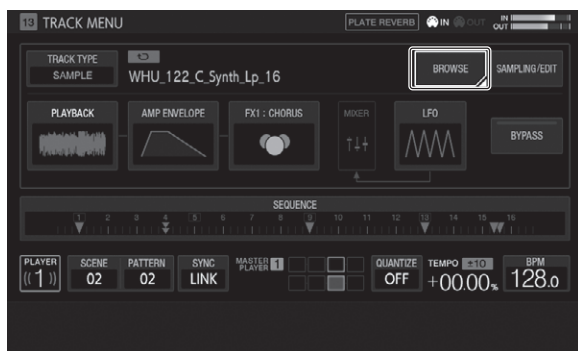 13 TRACK MENU
PLATE REVERB IN OUT IN
OUT
TRACK TYPE
SAMPLE
WHU_122_C_Synth_Lp_16
BROWSE
SAMPLING/EDIT
PLAYBACK
AMP ENVELOPE
FX1 : CHORUS
MIXER
LFO
BYPASS
SEQUENCE
1 2 3 4 5 6 7 8 9 10 11 12 13 14 15 16
PLAYER
1
SCENE
02
PATTERN
02
SYNC
LINK
MASTER PLAYER 1
QUANTIZE
OFF
TEMPO ±10
+00.00%
BPM
128.0